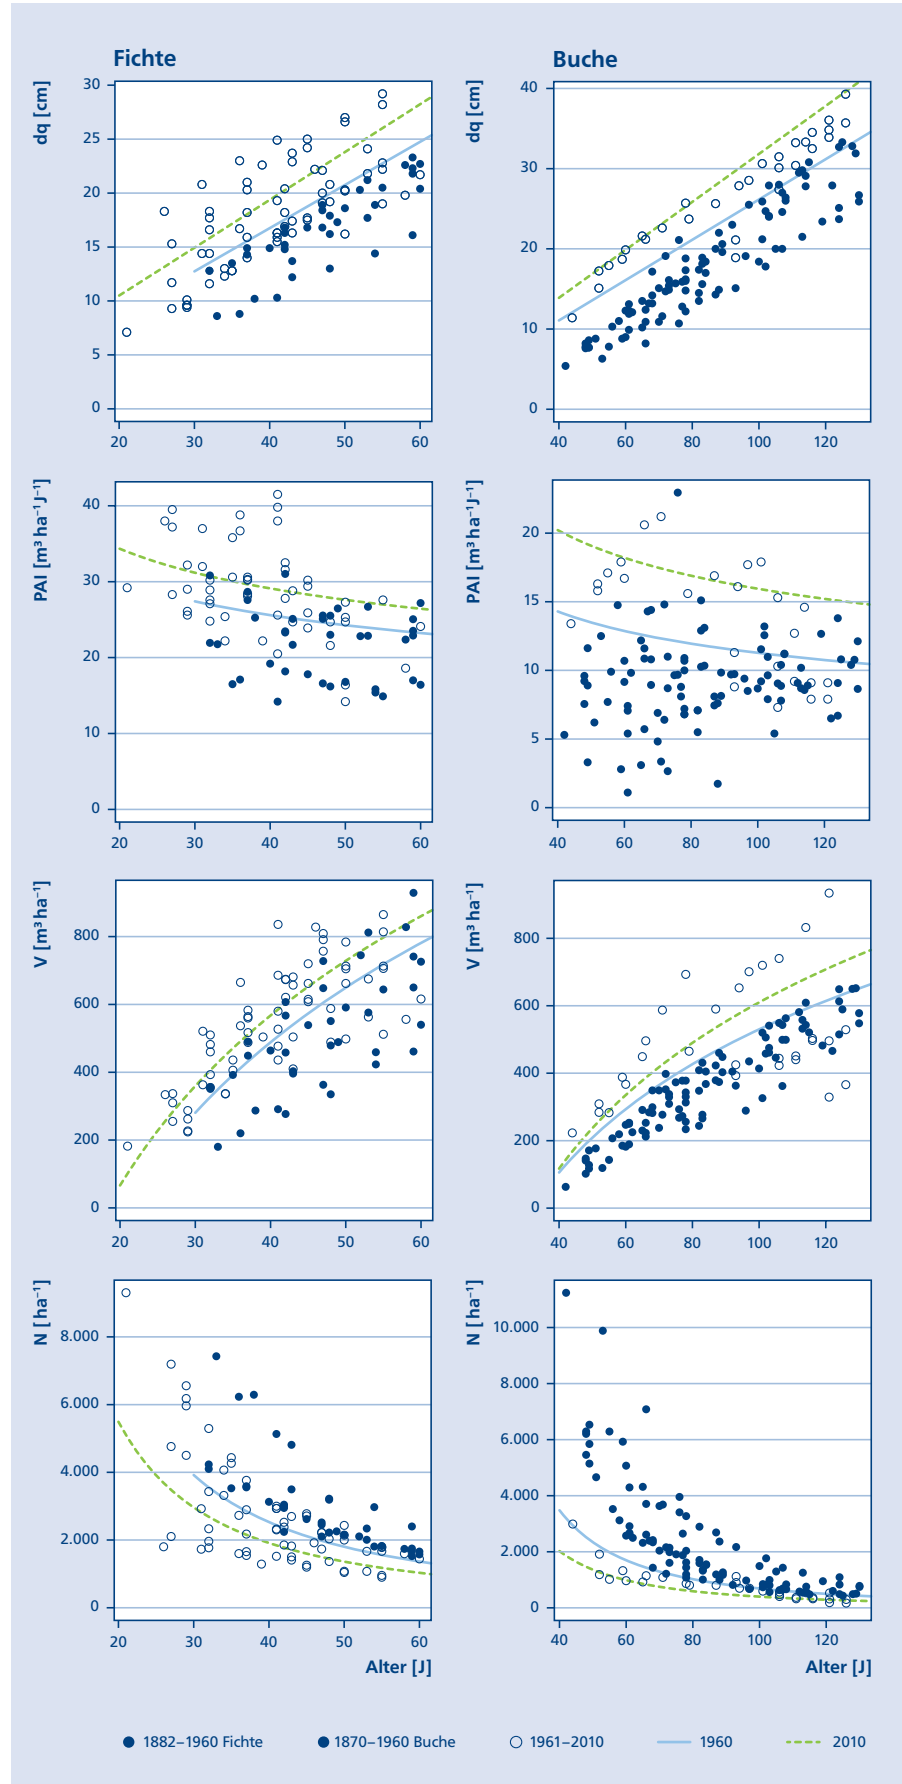 Fichte
Buche
dq [cm]
30
25
20
15
10
5
0
20 30 40 50 60
dq [cm]
40
30
20
10
0
40 60 80 100 120
PAI [m³ ha⁻¹ J⁻¹]
40
30
20
10
0
20 30 40 50 60
PAI [m³ ha⁻¹ J⁻¹]
20
15
10
5
0
40 60 80 100 120
V [m³ ha⁻¹]
800
600
400
200
0
20 30 40 50 60
V [m³ ha⁻¹]
800
600
400
200
0
40 60 80 100 120
N [ha⁻¹]
8.000
6.000
4.000
2.000
0
20 30 40 50 60
Alter [J]
N [ha⁻¹]
10.000
8.000
6.000
4.000
2.000
0
40 60 80 100 120
Alter [J]
1882–1960 Fichte 1870–1960 Buche 1961–2010 1960 2010